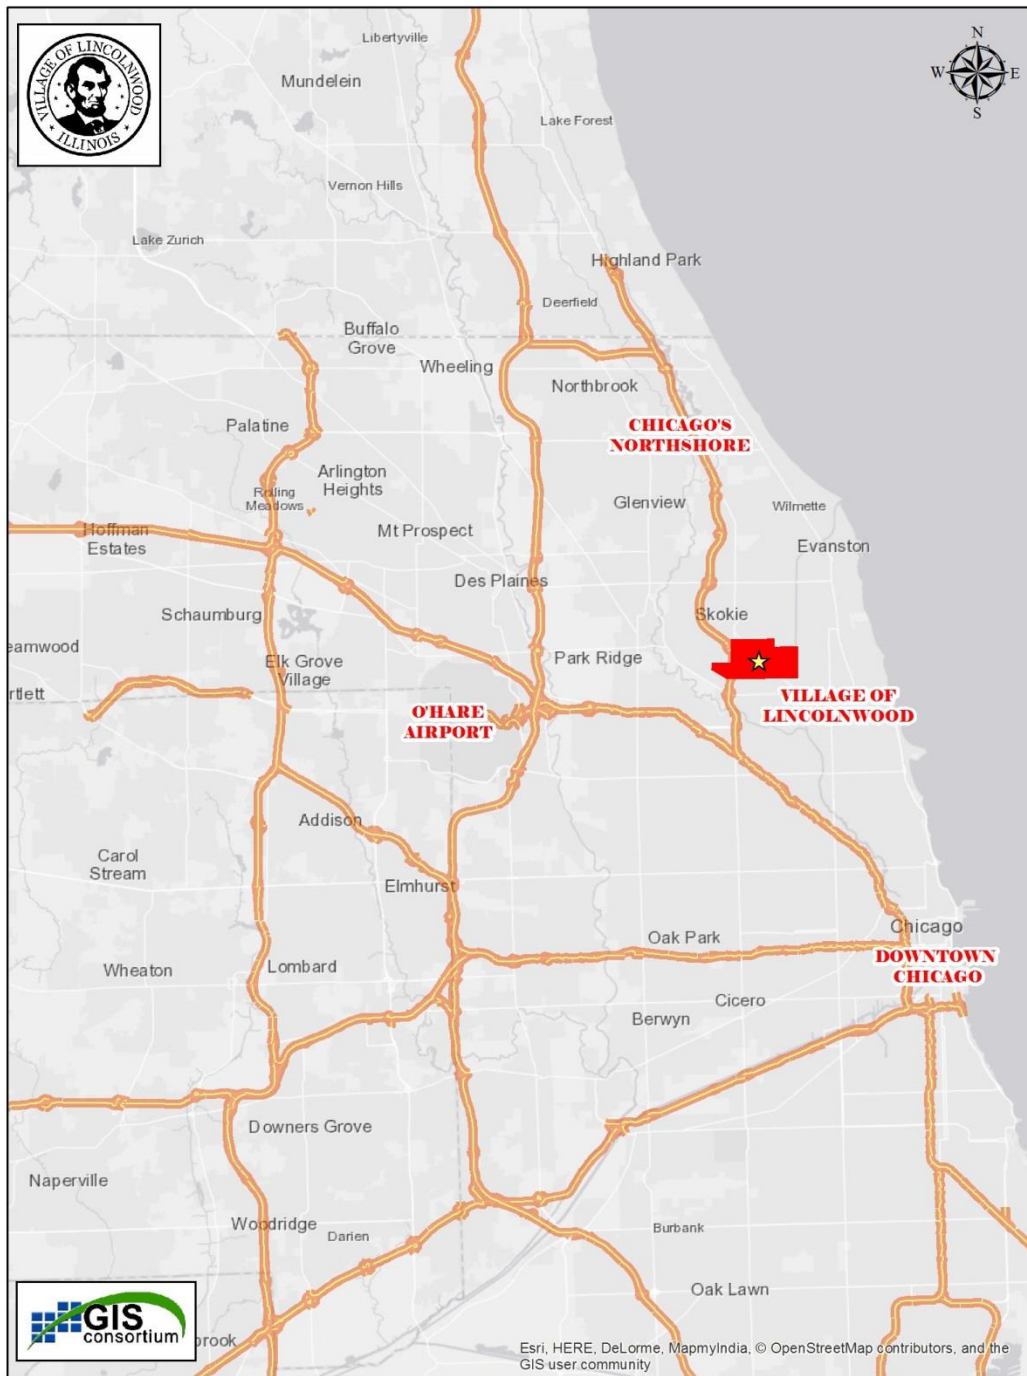 VILLAGE OF LINCOLNWOOD
ILLINOIS
N
W
E
S
Libertyville
Mundelein
Lake Forest
Vernon Hills
Lake Zurich
Highland Park
Deerfield
Buffalo
Grove
Wheeling
Northbrook
Palatine
CHICAGO'S
NORTHSHORE
Arlington
Heights
Rolling
Meadows
Glenview
Wilmette
Mt Prospect
Hoffman
Estates
Evanston
Des Plaines
Schaumburg
Skokie
eamwood
Elk Grove
Village
Park Ridge
rtlett
VILLAGE OF
LINCOLNWOOD
O'HARE
AIRPORT
Addison
Carol
Stream
Elmhurst
Chicago
Oak Park
DOWNTOWN
CHICAGO
Wheaton
Lombard
Cicero
Berwyn
Downers Grove
Naperville
Woodridge
Darien
Burbank
Oak Lawn
GIS
consortium
brook
Esri, HERE, DeLorme, MapmyIndia, © OpenStreetMap contributors, and the
GIS user community